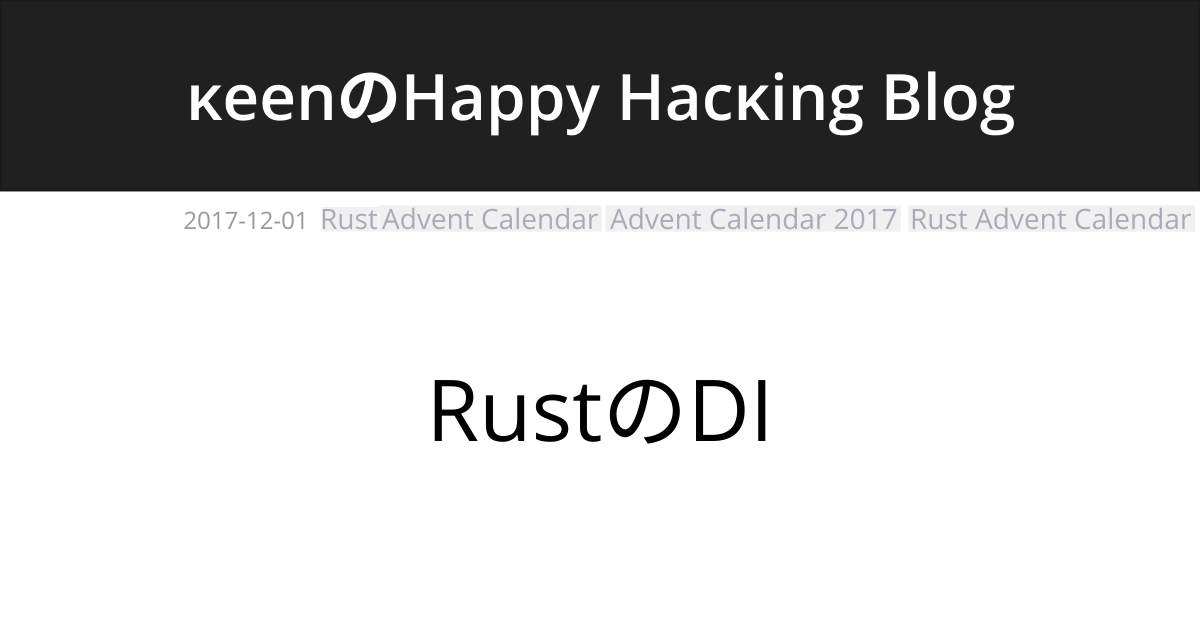 κeenのHappy Hacκing Blog
2017-12-01 Rust Advent Calendar Advent Calendar 2017 Rust Advent Calendar
RustのDI